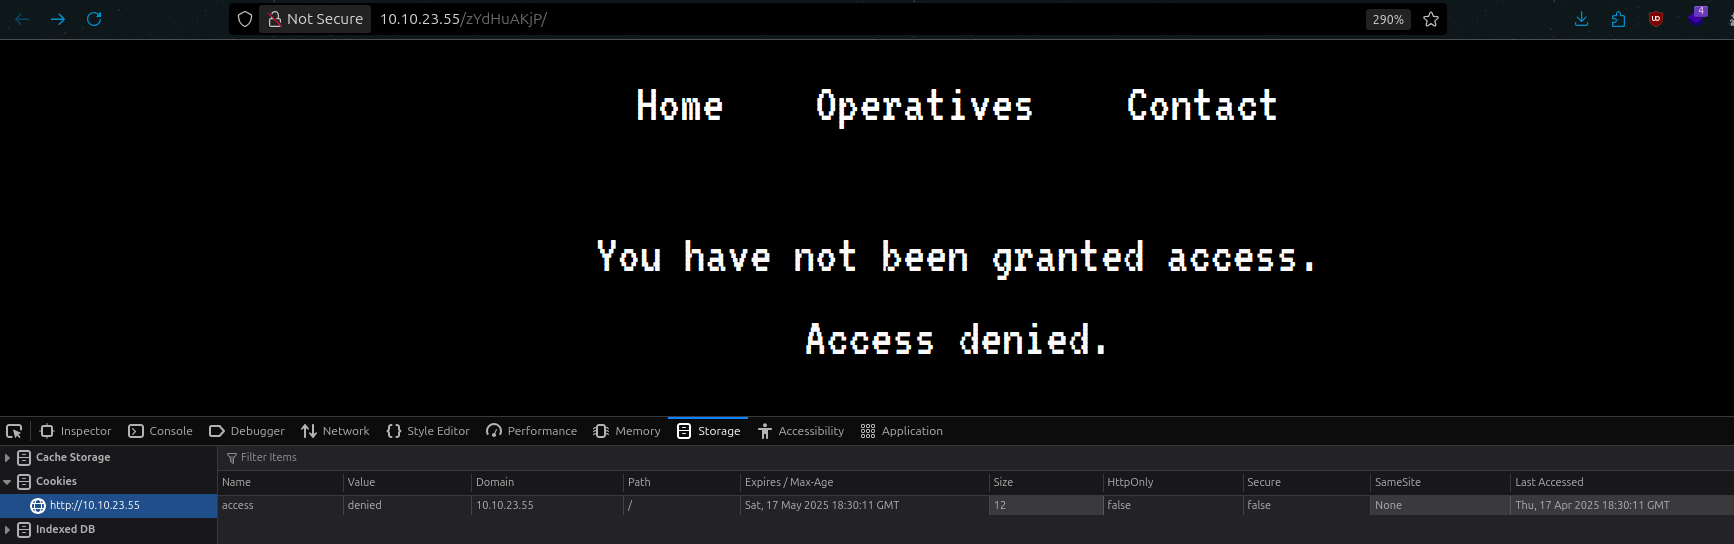 Not Secure 10.10.23.55/zYdHuAKjP/ 290% 4
Home Operatives Contact
You have not been granted access.
Access denied.
Inspector Console Debugger Network Style Editor Performance Memory Storage Accessibility Application
Cache Storage Filter Items
Cookies Name Value Domain Path Expires / Max-Age Size HttpOnly Secure SameSite Last Accessed
http://10.10.23.55 access denied 10.10.23.55 / Sat, 17 May 2025 18:30:11 GMT 12 false false None Thu, 17 Apr 2025 18:30:11 GMT
Indexed DB